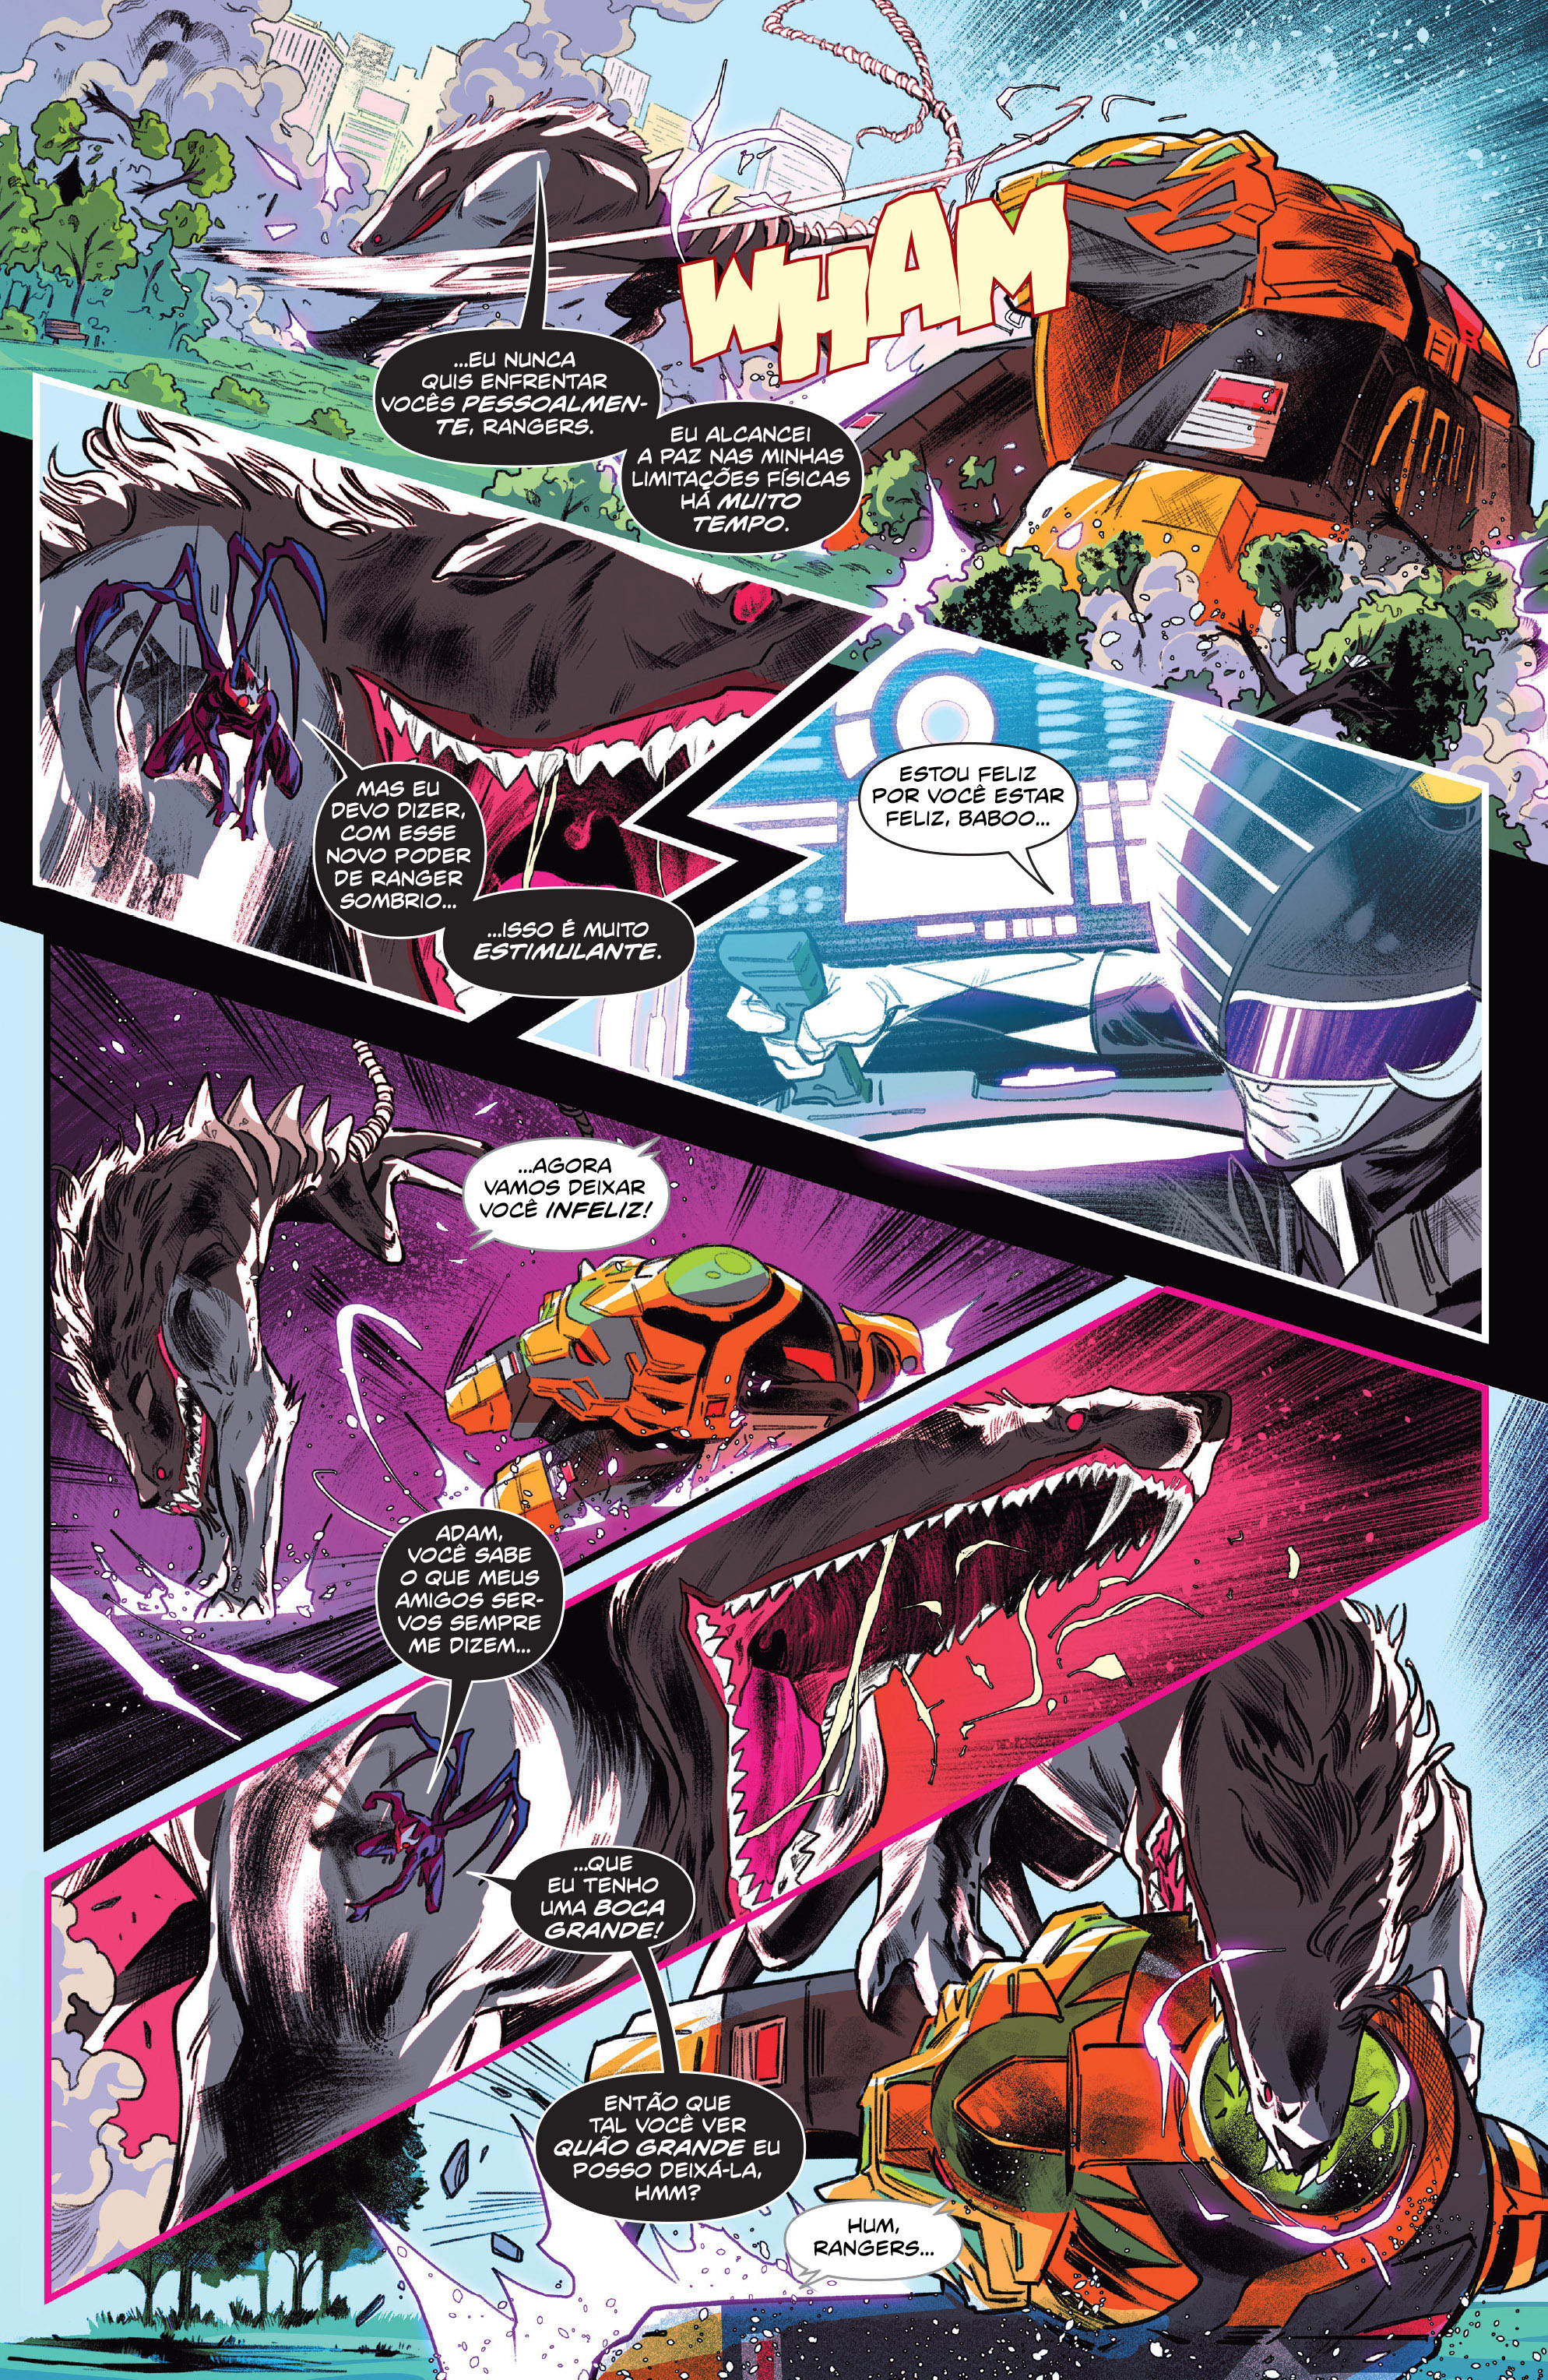 WHAM
...EU NUNCA
QUIS ENFRENTAR
VOCÊS PESSOALMEN-
TE, RANGERS.
EU ALCANCEI
A PAZ NAS MINHAS
LIMITAÇÕES FÍSICAS
HÁ MUITO
TEMPO.
MAS EU
DEVO DIZER,
COM ESSE
NOVO PODER
DE RANGER
SOMBRIO...
...ISSO É MUITO
ESTIMULANTE.
ESTOU FELIZ
POR VOCÊ ESTAR
FELIZ, BABOO...
...AGORA
VAMOS DEIXAR
VOCÊ INFELIZ!
ADAM,
VOCÊ SABE
O QUE MEUS
AMIGOS SER-
VOS SEMPRE
ME DIZEM...
...QUE
EU TENHO
UMA BOCA
GRANDE!
ENTÃO QUE
TAL VOCÊ VER
QUÃO GRANDE EU
POSSO DEIXÁ-LA,
HMM?
HUM,
RANGERS...